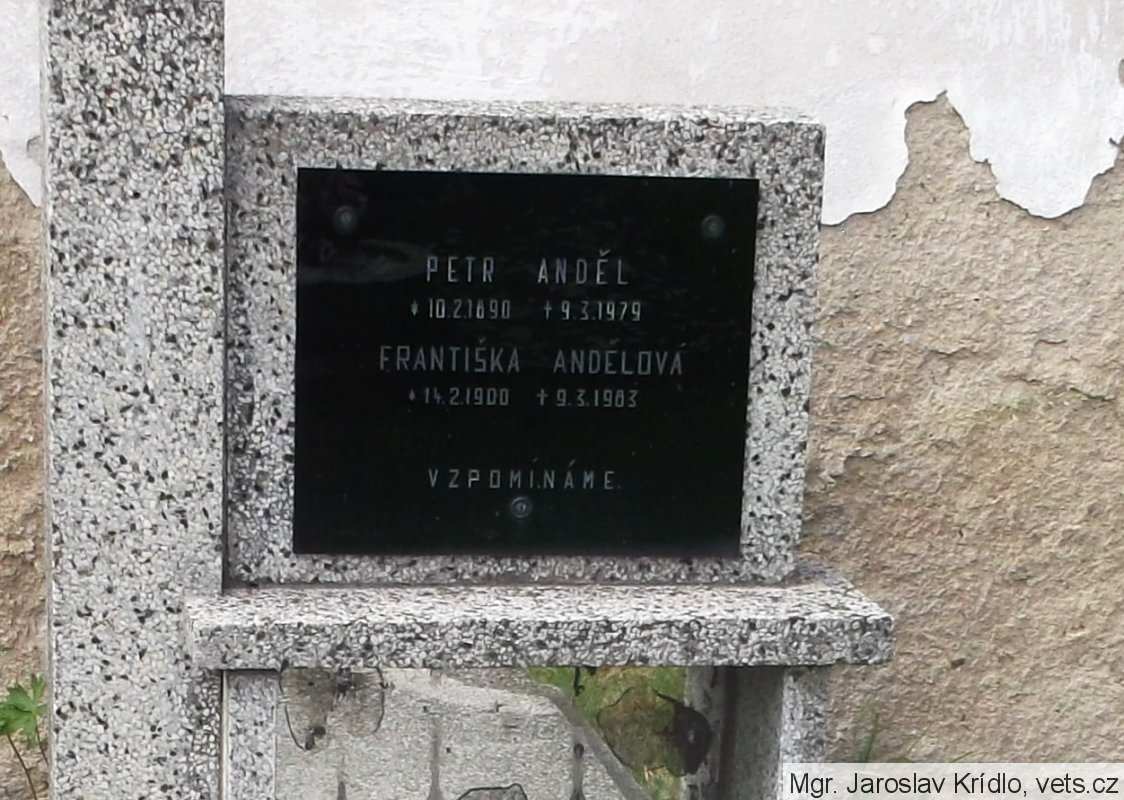 PETR ANDĚL
* 10.2.1890 † 9.3.1979
FRANTIŠKA ANDĚLOVÁ
* 14.2.1900 † 9.3.1983
VZPOMÍNÁME.
Mgr. Jaroslav Krídlo, vets.cz